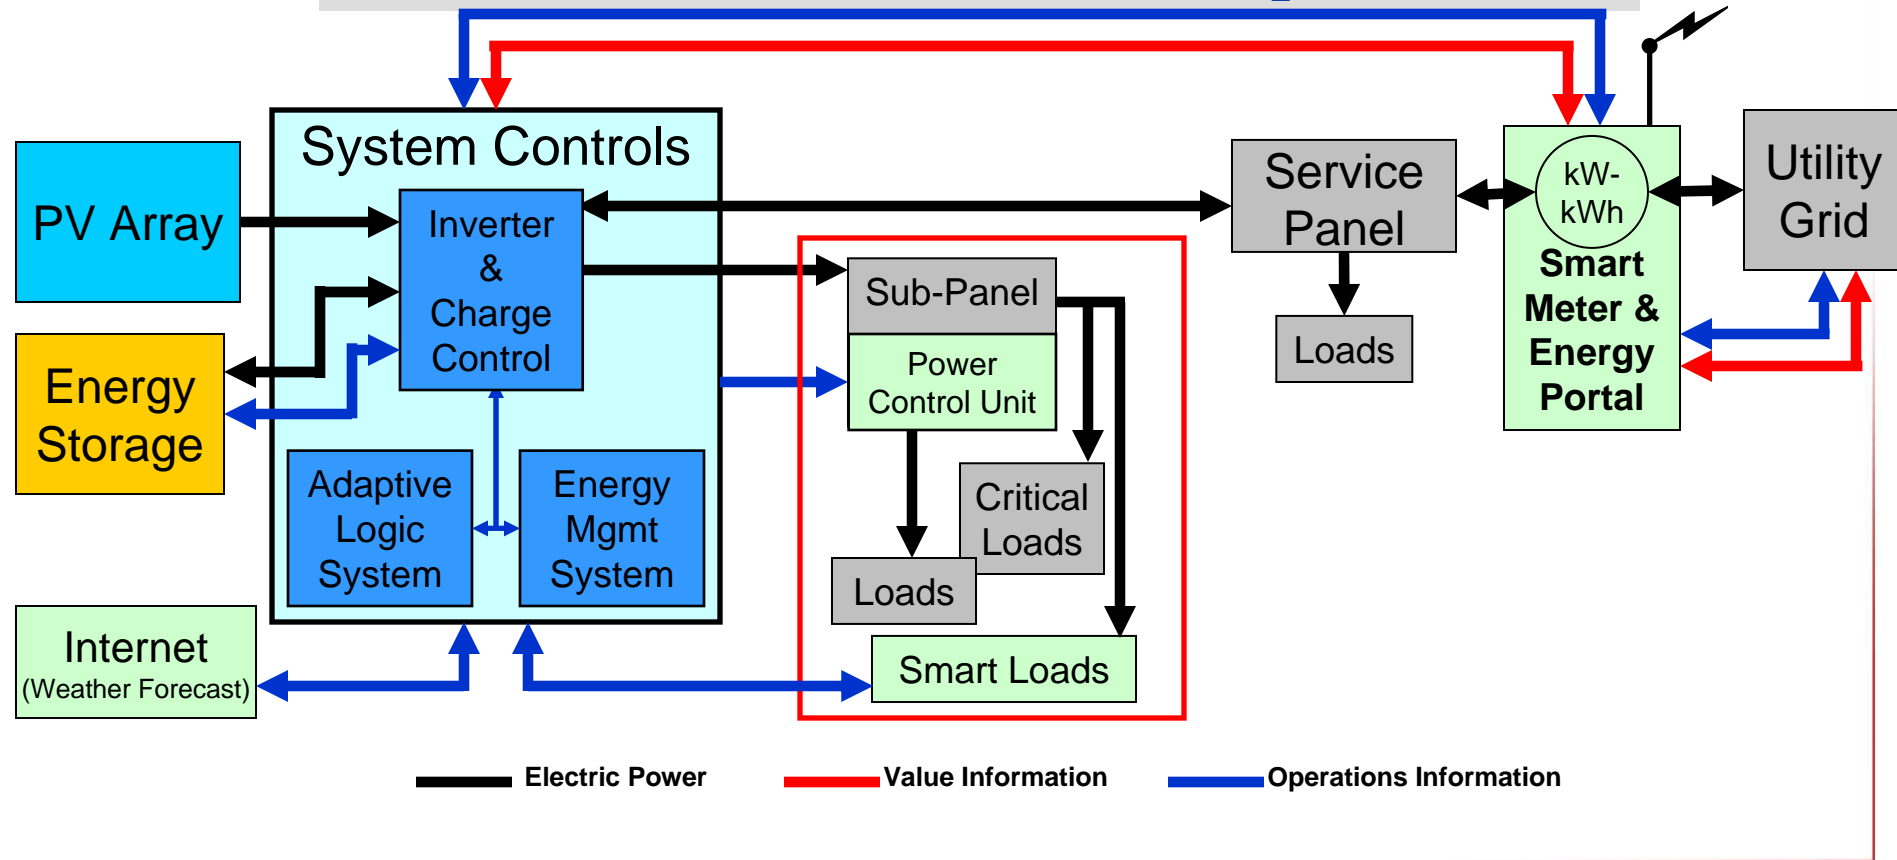 System Controls
PV Array
Inverter
&
Charge
Control
Energy
Storage
Adaptive
Logic
System
Energy
Mgmt
System
Internet
(Weather Forecast)
Sub-Panel
Power
Control Unit
Critical
Loads
Loads
Smart Loads
Service
Panel
Loads
kW-
kWh
Smart
Meter &
Energy
Portal
Utility
Grid
Electric Power
Value Information
Operations Information